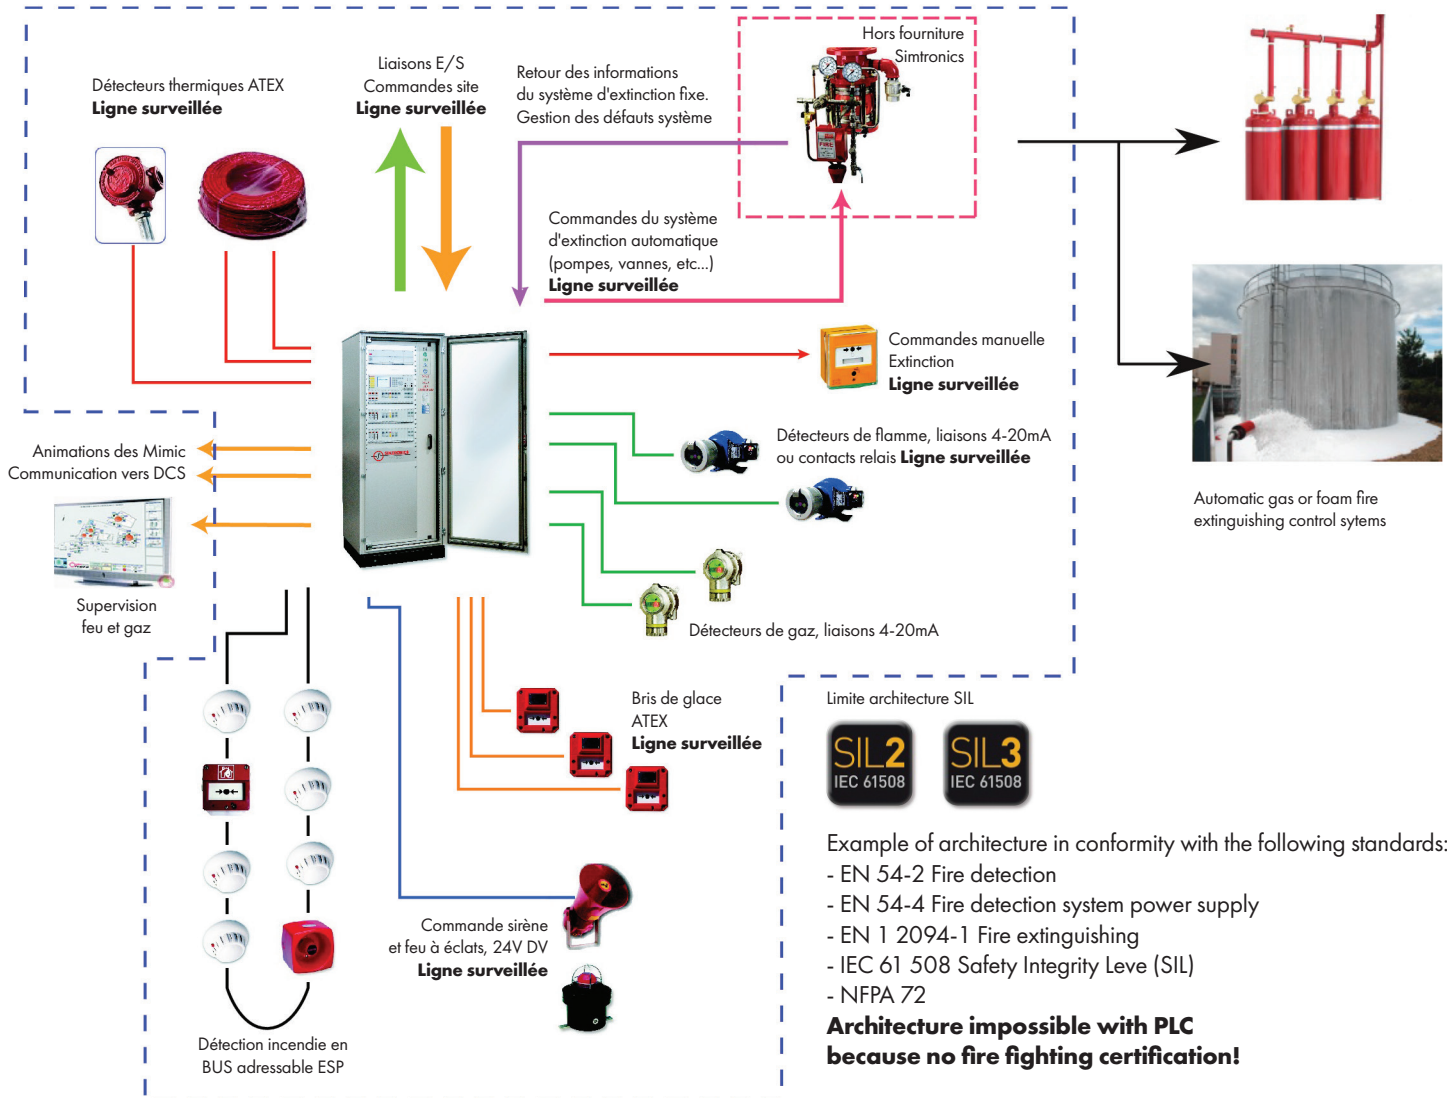 Hors fourniture
Simtronics
Liaisons E/S
Commandes site
Ligne surveillée
Retour des informations
du système d'extinction fixe.
Gestion des défauts système
Détecteurs thermiques ATEX
Ligne surveillée
Commandes du système
d'extinction automatique
(pompes, vannes, etc...)
Ligne surveillée
Commandes manuelle
Extinction
Ligne surveillée
Détecteurs de flamme, liaisons 4-20mA
ou contacts relais Ligne surveillée
Animations des Mimic
Communication vers DCS
Automatic gas or foam fire
extinguishing control sytems
Supervision
feu et gaz
Détecteurs de gaz, liaisons 4-20mA
Bris de glace
ATEX
Ligne surveillée
Limite architecture SIL
SIL2
IEC 61508
SIL3
IEC 61508
Example of architecture in conformity with the following standards:
- EN 54-2 Fire detection
- EN 54-4 Fire detection system power supply
- EN 1 2094-1 Fire extinguishing
- IEC 61 508 Safety Integrity Leve (SIL)
- NFPA 72
Architecture impossible with PLC
because no fire fighting certification!
Commande sirène
et feu à éclats, 24V DV
Ligne surveillée
Détection incendie en
BUS adressable ESP